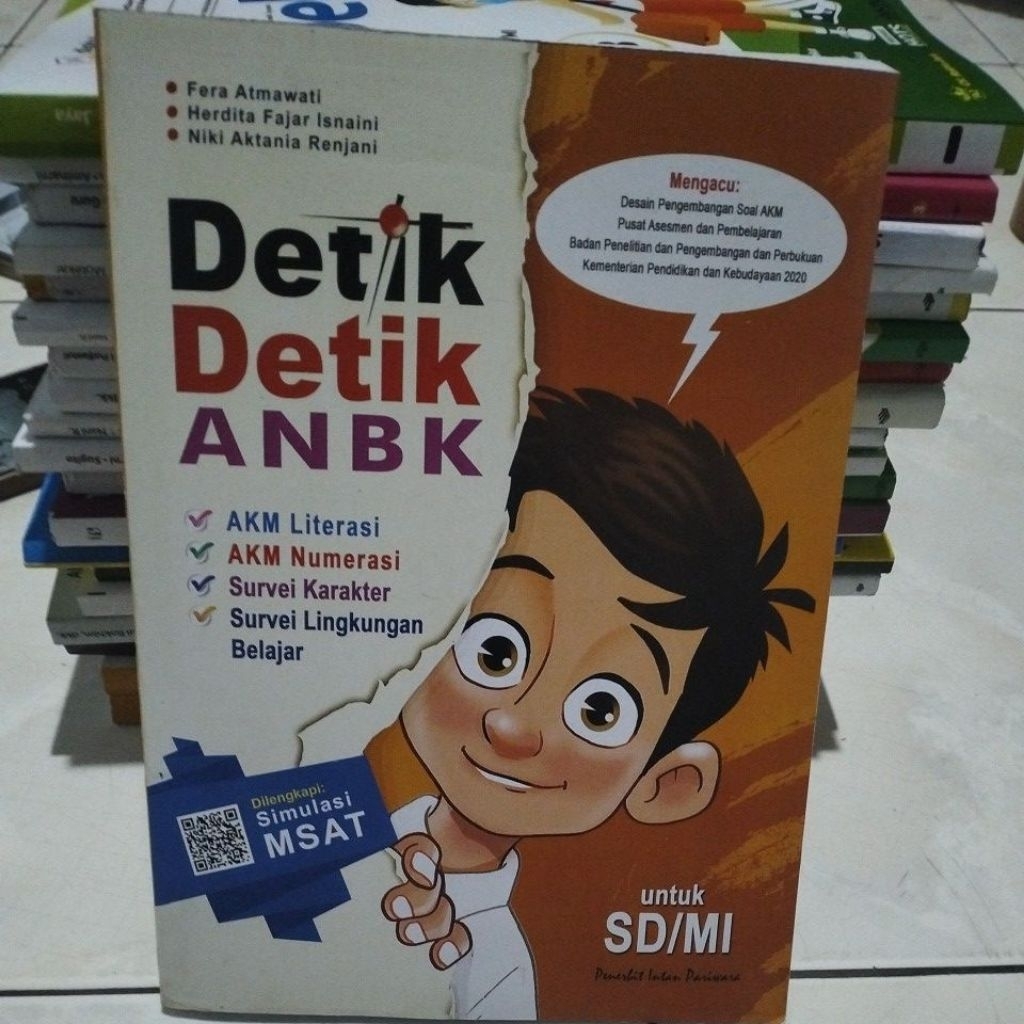 Fera Atmawati
Herdita Fajar Isnaini
Niki Aktania Renjani
Detik
Detik
ANBK
AKM Literasi
AKM Numerasi
Survei Karakter
Survei Lingkungan
Belajar
Mengacu:
Desain Pengembangan Soal AKM
Pusat Asesmen dan Pembelajaran
Badan Penelitian dan Pengembangan dan Perbukuan
Kementerian Pendidikan dan Kebudayaan 2020
Dilengkapi:
Simulasi
MSAT
untuk
SD/MI
Penerbit Intan Pariwara